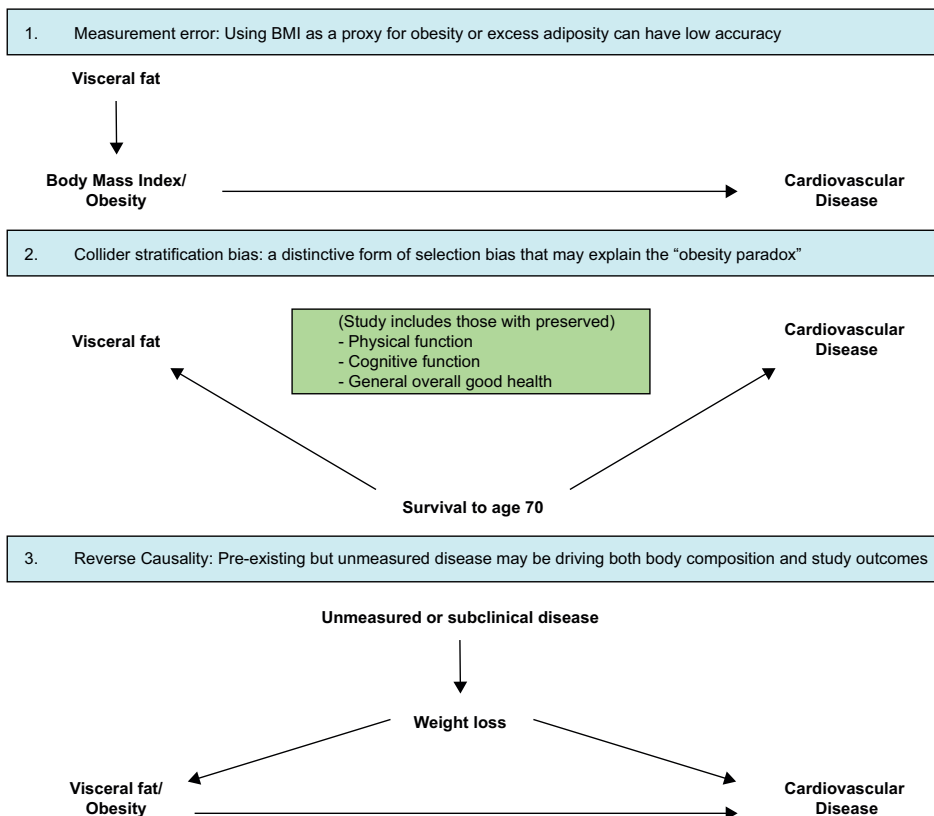 1. Measurement error: Using BMI as a proxy for obesity or excess adiposity can have low accuracy
Visceral fat
Body Mass Index/
Obesity
Cardiovascular
Disease
2. Collider stratification bias: a distinctive form of selection bias that may explain the “obesity paradox”
Visceral fat
(Study includes those with preserved)
- Physical function
- Cognitive function
- General overall good health
Cardiovascular
Disease
Survival to age 70
3. Reverse Causality: Pre-existing but unmeasured disease may be driving both body composition and study outcomes
Unmeasured or subclinical disease
Weight loss
Visceral fat/
Obesity
Cardiovascular
Disease